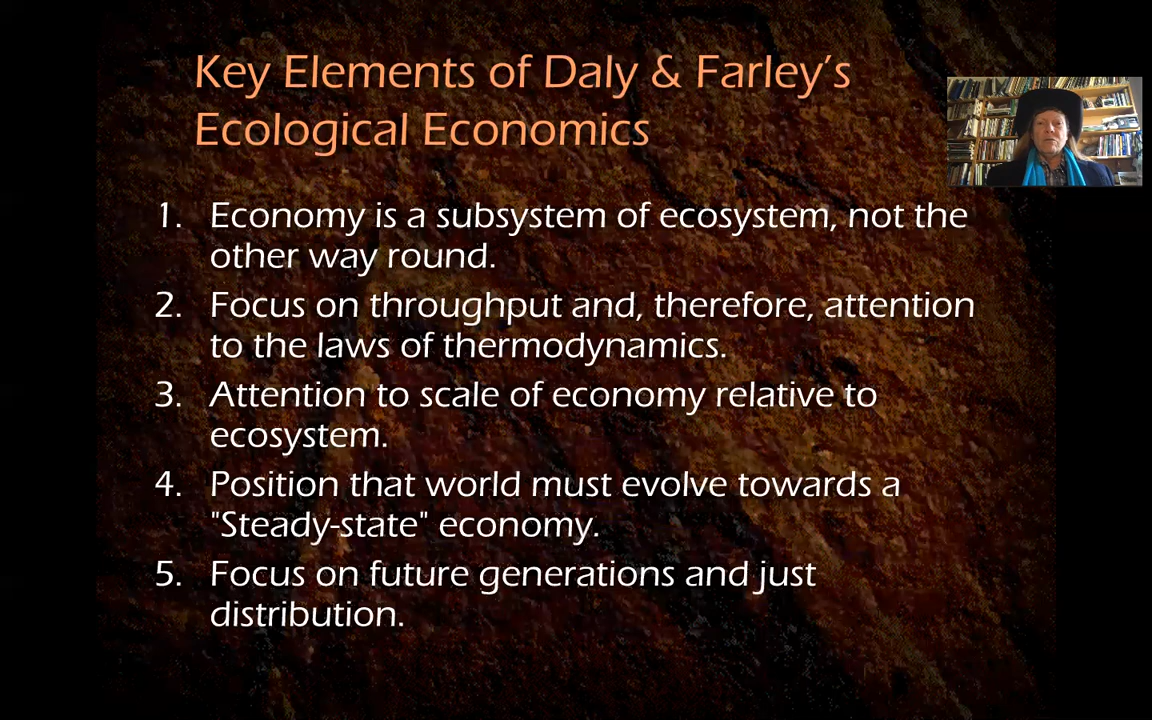 Key Elements of Daly & Farley's
Ecological Economics
1. Economy is a subsystem of ecosystem, not the
other way round.
2. Focus on throughput and, therefore, attention
to the laws of thermodynamics.
3. Attention to scale of economy relative to
ecosystem.
4. Position that world must evolve towards a
"Steady-state" economy.
5. Focus on future generations and just
distribution.